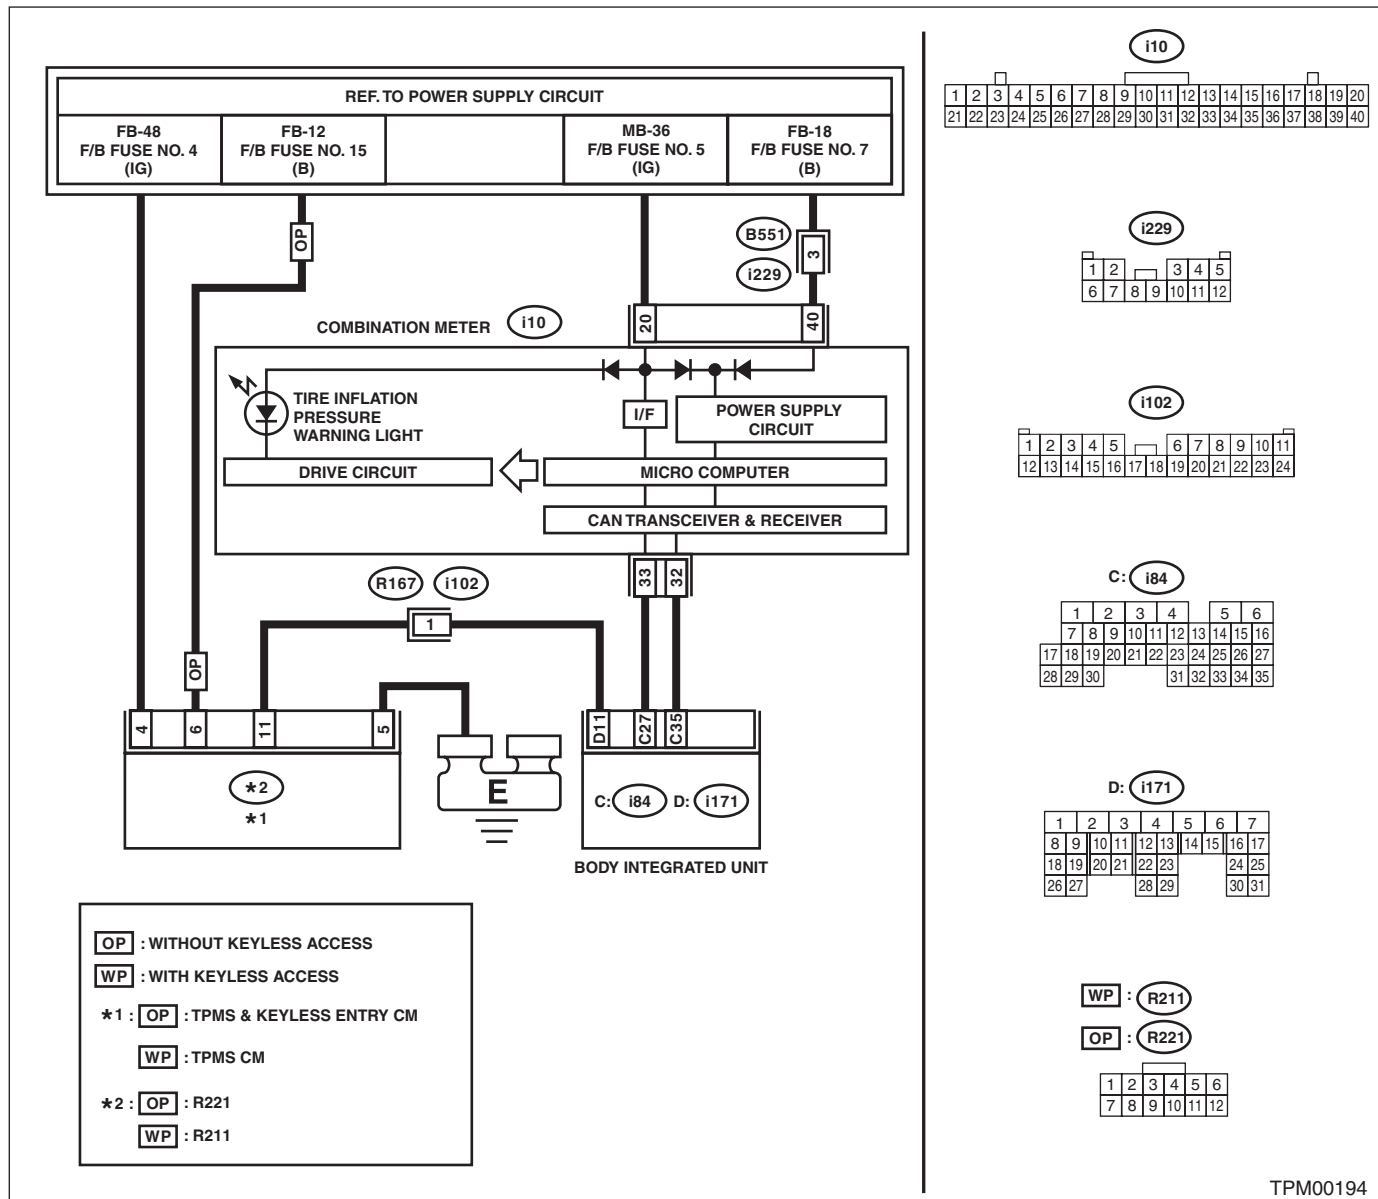 REF. TO POWER SUPPLY CIRCUIT
FB-48
F/B FUSE NO. 4
(IG)
FB-12
F/B FUSE NO. 15
(B)
MB-36
F/B FUSE NO. 5
(IG)
FB-18
F/B FUSE NO. 7
(B)
OP
B551
3
i229
COMBINATION METER
i10
20
40
TIRE INFLATION
PRESSURE
WARNING LIGHT
I/F
POWER SUPPLY
CIRCUIT
DRIVE CIRCUIT
MICRO COMPUTER
CAN TRANSCEIVER & RECEIVER
33
32
R167
i102
1
OP
4
6
11
5
D11
C27
C35
*2
*1
E
C: i84 D: i171
BODY INTEGRATED UNIT
OP : WITHOUT KEYLESS ACCESS
WP : WITH KEYLESS ACCESS
*1 : OP : TPMS & KEYLESS ENTRY CM
WP : TPMS CM
*2 : OP : R221
WP : R211
i10
1 2 3 4 5 6 7 8 9 10 11 12 13 14 15 16 17 18 19 20
21 22 23 24 25 26 27 28 29 30 31 32 33 34 35 36 37 38 39 40
i229
1 2 3 4 5
6 7 8 9 10 11 12
i102
1 2 3 4 5 6 7 8 9 10 11
12 13 14 15 16 17 18 19 20 21 22 23 24
C: i84
1 2 3 4 5 6
7 8 9 10 11 12 13 14 15 16
17 18 19 20 21 22 23 24 25 26 27
28 29 30 31 32 33 34 35
D: i171
1 2 3 4 5 6 7
8 9 10 11 12 13 14 15 16 17
18 19 20 21 22 23 24 25
26 27 28 29 30 31
WP : R211
OP : R221
1 2 3 4 5 6
7 8 9 10 11 12
TPM00194